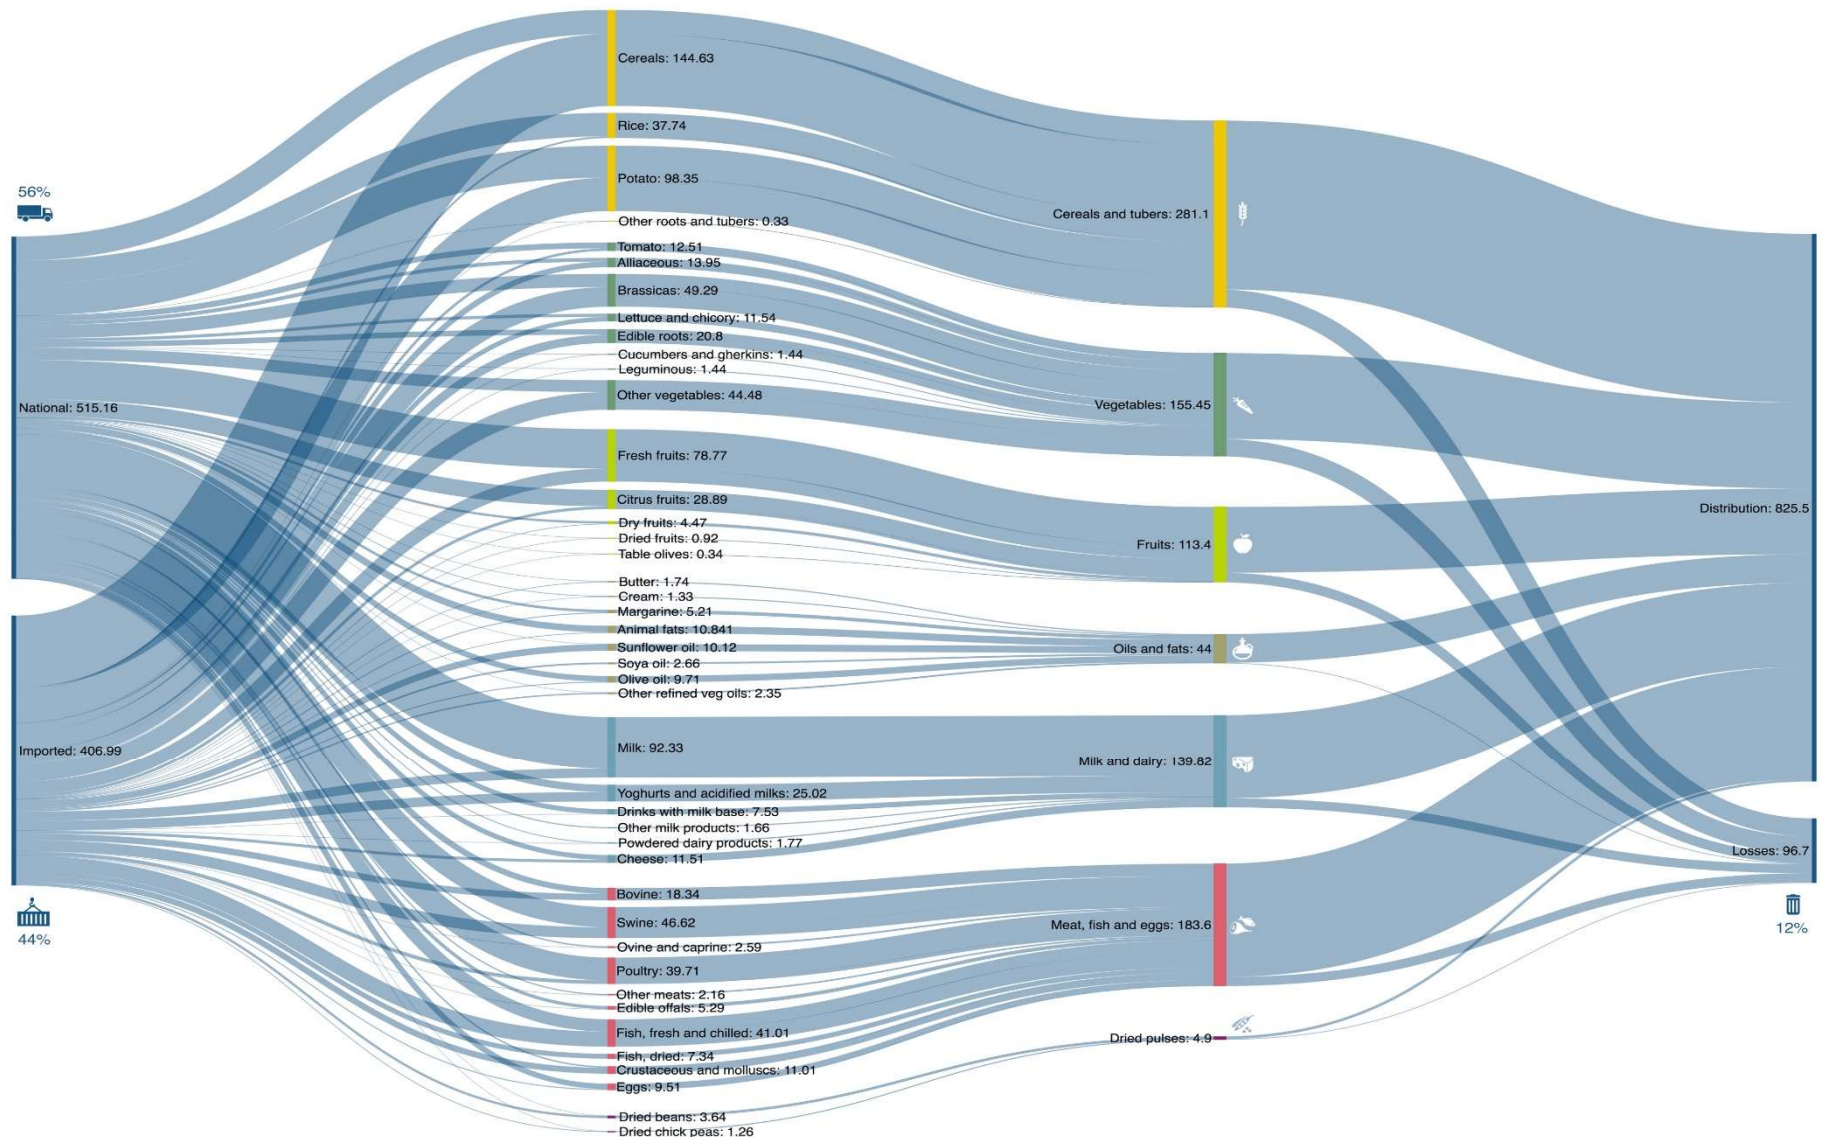 56%
National: 515.16
Imported: 406.99
44%
Cereals: 144.63
Rice: 37.74
Potato: 98.35
Other roots and tubers: 0.33
Tomato: 12.51
Alliaceous: 13.95
Brassicas: 49.29
Lettuce and chicory: 11.54
Edible roots: 20.8
Cucumbers and gherkins: 1.44
Leguminous: 1.44
Other vegetables: 44.48
Fresh fruits: 78.77
Citrus fruits: 28.89
Dry fruits: 4.47
Dried fruits: 0.92
Table olives: 0.34
Butter: 1.74
Cream: 1.33
Margarine: 5.21
Animal fats: 10.841
Sunflower oil: 10.12
Soya oil: 2.66
Olive oil: 9.71
Other refined veg oils: 2.35
Milk: 92.33
Yoghurts and acidified milks: 25.02
Drinks with milk base: 7.53
Other milk products: 1.66
Powdered dairy products: 1.77
Cheese: 11.51
Bovine: 18.34
Swine: 46.62
Ovine and caprine: 2.59
Poultry: 39.71
Other meats: 2.16
Edible offals: 5.29
Fish, fresh and chilled: 41.01
Fish, dried: 7.34
Crustaceous and molluscs: 11.01
Eggs: 9.51
Dried beans: 3.64
Dried chick peas: 1.26
Cereals and tubers: 281.1
Vegetables: 155.45
Fruits: 113.4
Oils and fats: 44
Milk and dairy: 139.82
Meat, fish and eggs: 183.6
Dried pulses: 4.9
Distribution: 825.5
Losses: 96.7
12%